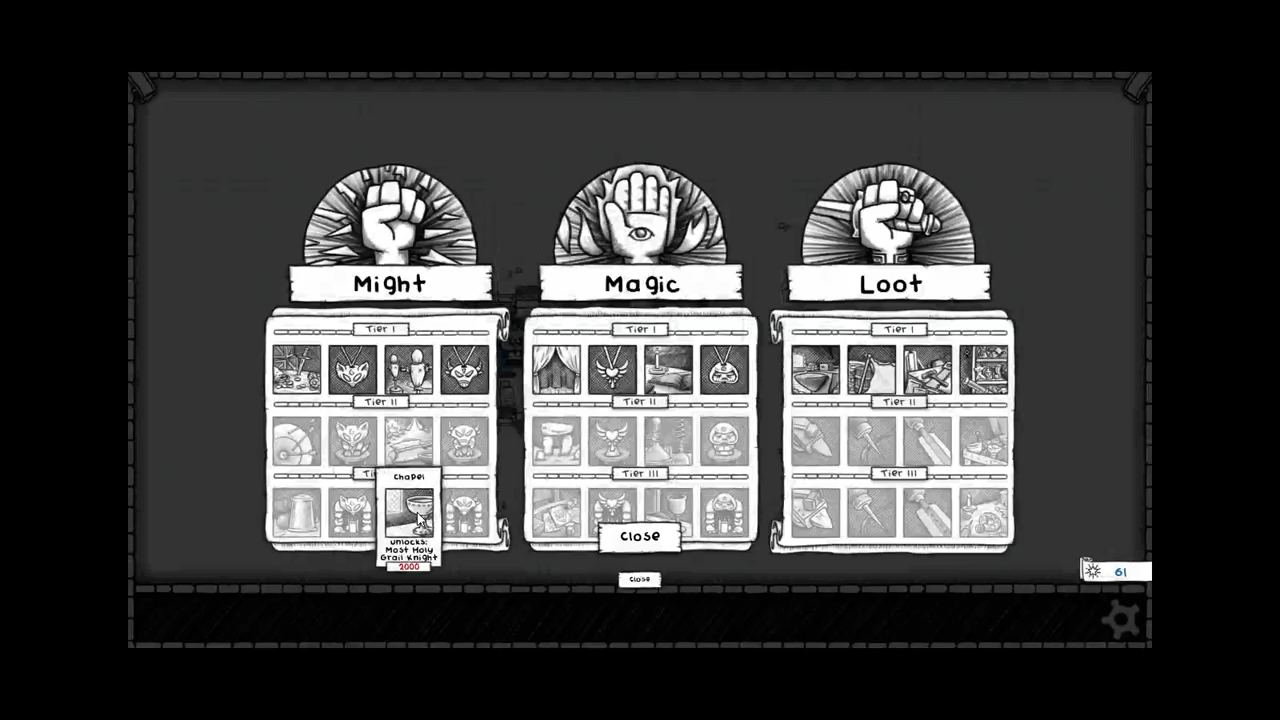 Might
Magic
Loot
Tier I
Tier I
Tier I
Tier II
Tier II
Tier II
Tier III
Tier III
Chapel
Unlocks:
Most Holy
Grail Knight
2000
Close
Close
61